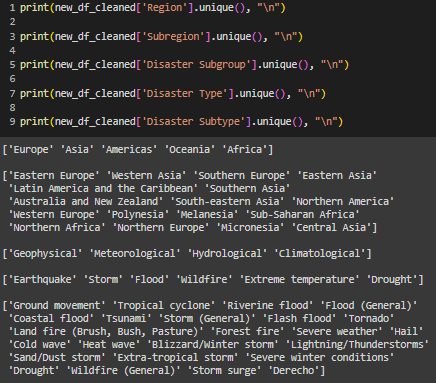 1 print(new_df_cleaned['Region'].unique(), "\n")
2
3 print(new_df_cleaned['Subregion'].unique(), "\n")
4
5 print(new_df_cleaned['Disaster Subgroup'].unique(), "\n")
6
7 print(new_df_cleaned['Disaster Type'].unique(), "\n")
8
9 print(new_df_cleaned['Disaster Subtype'].unique(), "\n")
['Europe' 'Asia' 'Americas' 'Oceania' 'Africa']
['Eastern Europe' 'Western Asia' 'Southern Europe' 'Eastern Asia'
'Latin America and the Caribbean' 'Southern Asia'
'Australia and New Zealand' 'South-eastern Asia' 'Northern America'
'Western Europe' 'Polynesia' 'Melanesia' 'Sub-Saharan Africa'
'Northern Africa' 'Northern Europe' 'Micronesia' 'Central Asia']
['Geophysical' 'Meteorological' 'Hydrological' 'Climatological']
['Earthquake' 'Storm' 'Flood' 'Wildfire' 'Extreme temperature' 'Drought']
['Ground movement' 'Tropical cyclone' 'Riverine flood' 'Flood (General)'
'Coastal flood' 'Tsunami' 'Storm (General)' 'Flash flood' 'Tornado'
'Land fire (Brush, Bush, Pasture)' 'Forest fire' 'Severe weather' 'Hail'
'Cold wave' 'Heat wave' 'Blizzard/Winter storm' 'Lightning/Thunderstorms'
'Sand/Dust storm' 'Extra-tropical storm' 'Severe winter conditions'
'Drought' 'Wildfire (General)' 'Storm surge' 'Derecho']